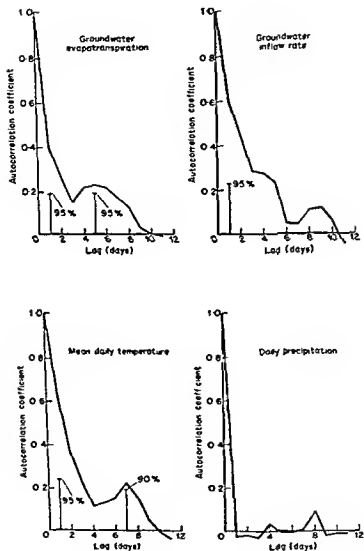 Groundwater
evapotranspiration
Autocorrelation coefficient
1·0
0·8
0·6
0·4
0·2
0
95%
95%
0 2 4 6 8 10 12
Lag (days)
Groundwater
inflow rate
Autocorrelation coefficient
1·0
0·8
0·6
0·4
0·2
0
95%
0 2 4 6 8 10 12
Lag (days)
Mean daily temperature
Autocorrelation coefficient
1·0
0·8
0·6
0·4
0·2
0
95%
90%
0 2 4 6 8 10 12
Lag (days)
Daily precipitation
Autocorrelation coefficient
1·0
0·8
0·6
0·4
0·2
0
2 4 6 8 10 12
Lag (days)